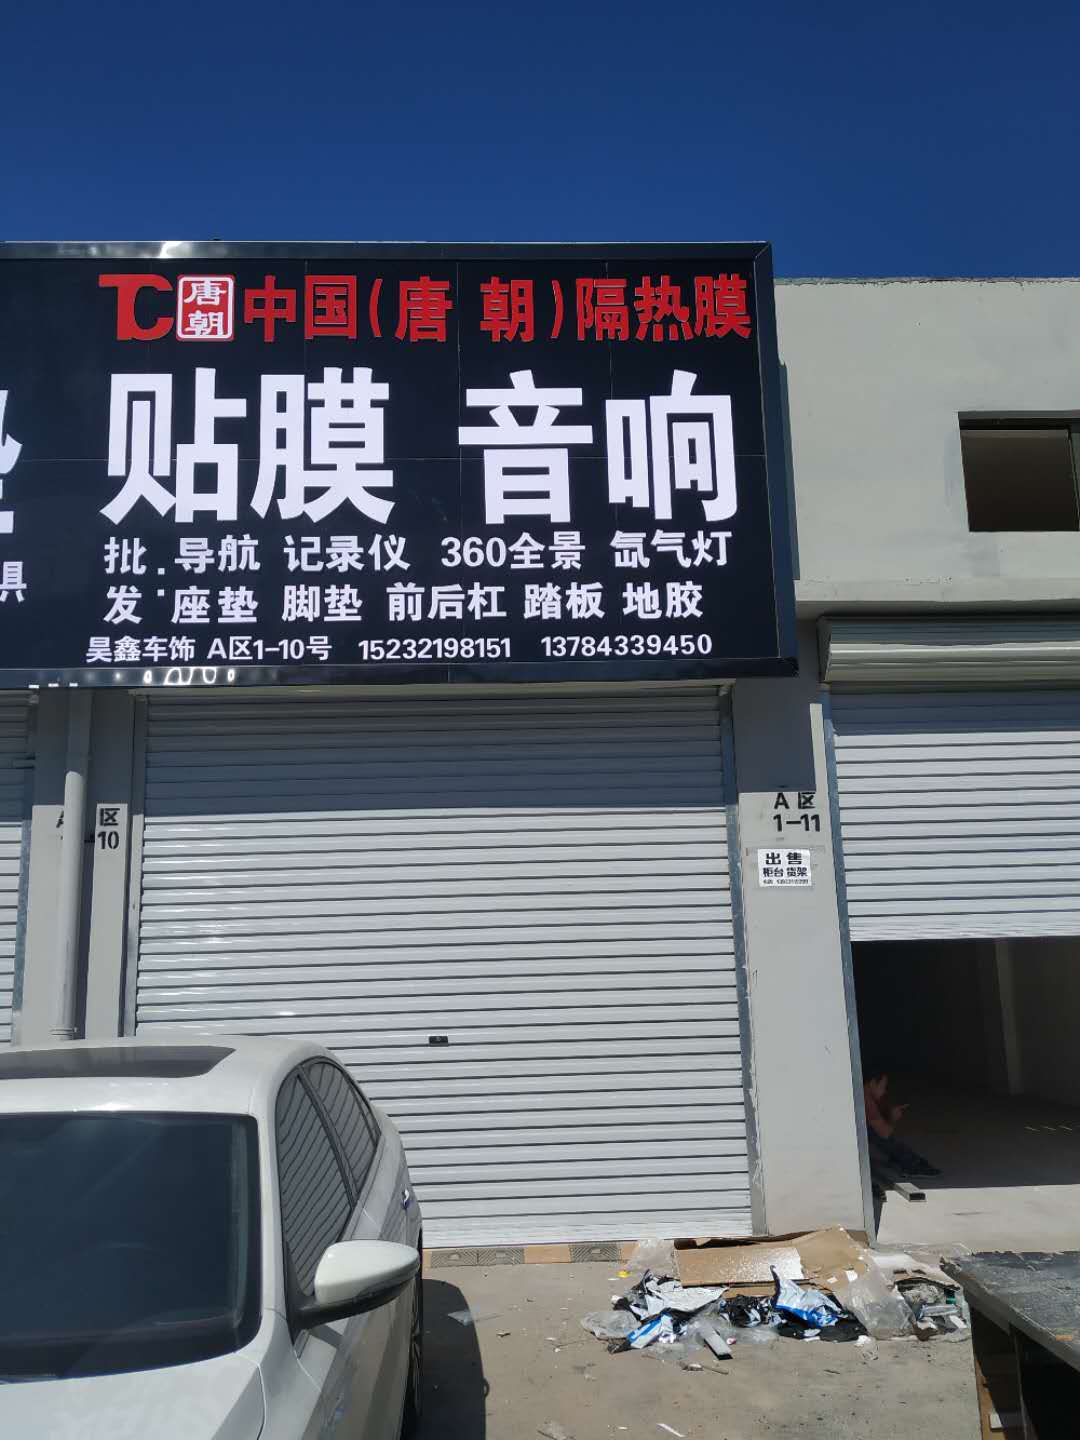 TC 唐朝 中国(唐 朝)隔热膜
贴膜 音响
批发:导航 记录仪 360全景 氙气灯
座垫 脚垫 前后杠 踏板 地胶
昊鑫车饰 A区1-10号 15232198151 13784339450
垫
具
区
10
A区
1-11
出售
柜台 货架